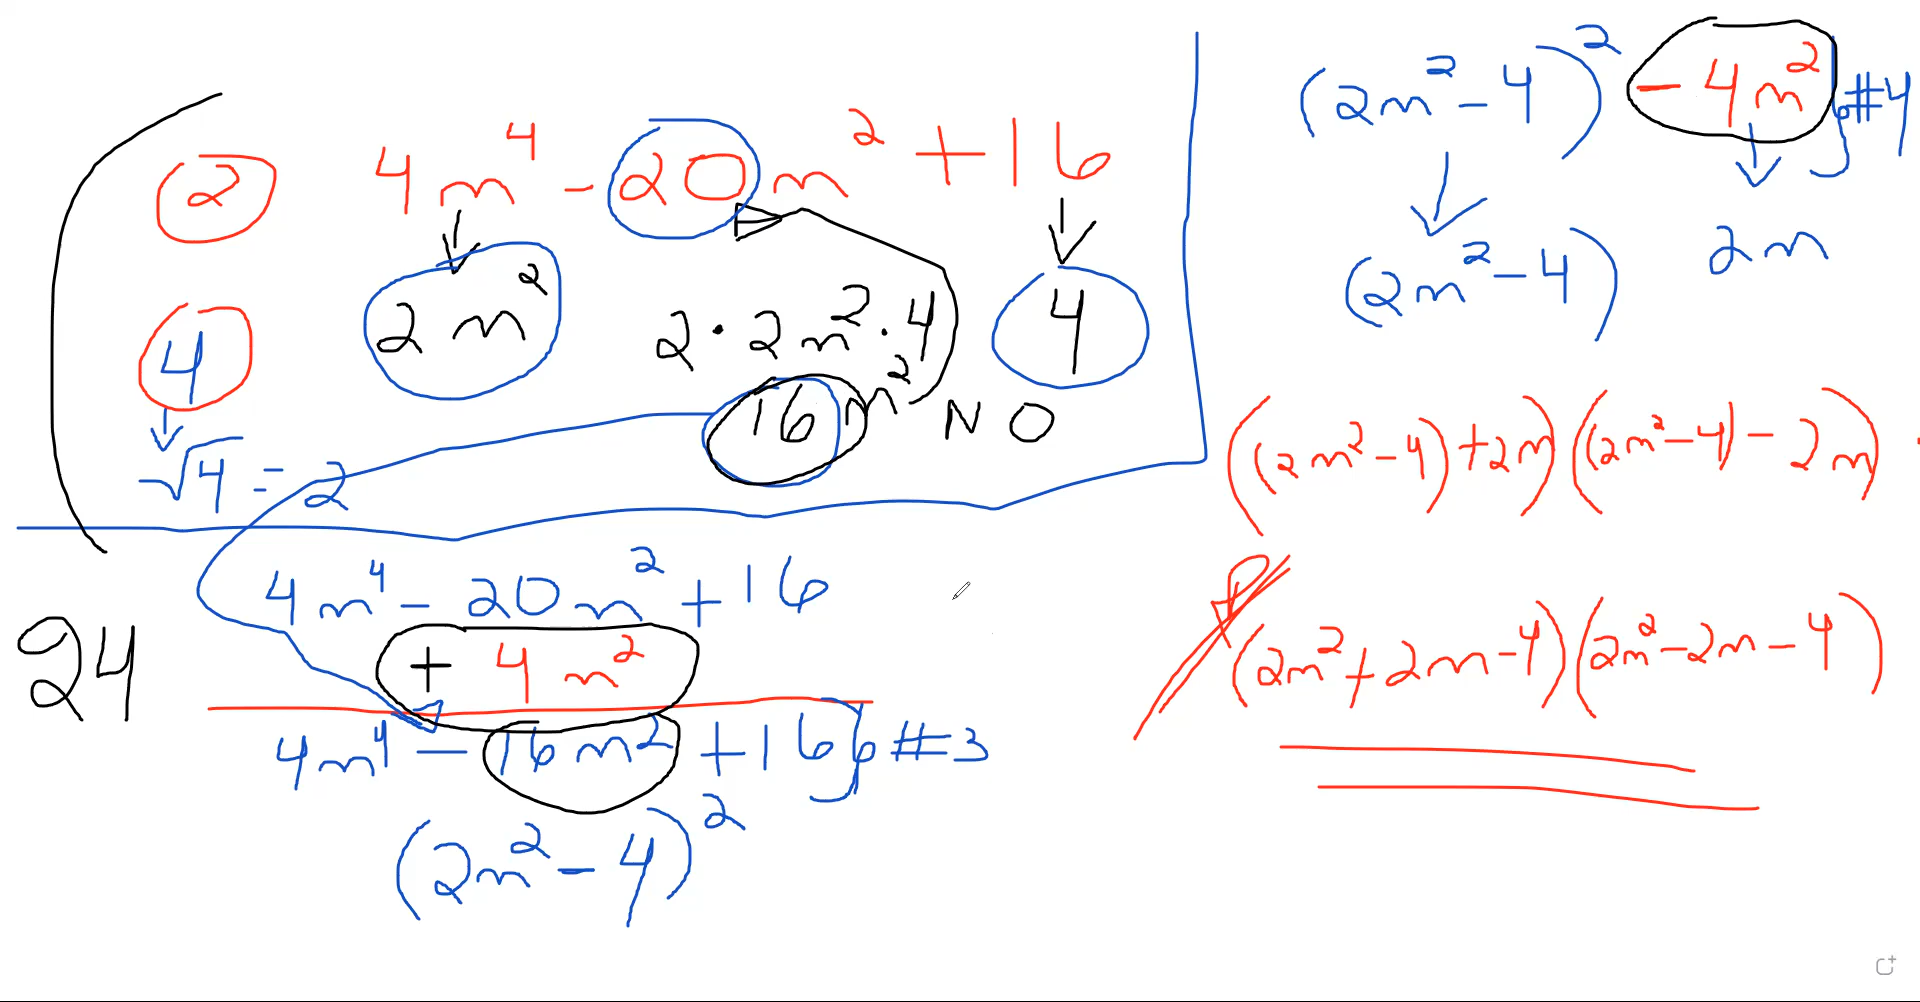 ② 4m⁴ - 20m² + 16
2m² 2 · 2m² · 4 4
4 16m² NO
√4 = 2
4m⁴ - 20m² + 16
24 + 4m²
4m⁴ - 16m² + 16 } #3
(2m² - 4)²
(2m² - 4)² - 4m² } #4
(2m² - 4) 2m
((2m² - 4) + 2m)((2m² - 4) - 2m)
(2m² + 2m - 4)(2m² - 2m - 4)